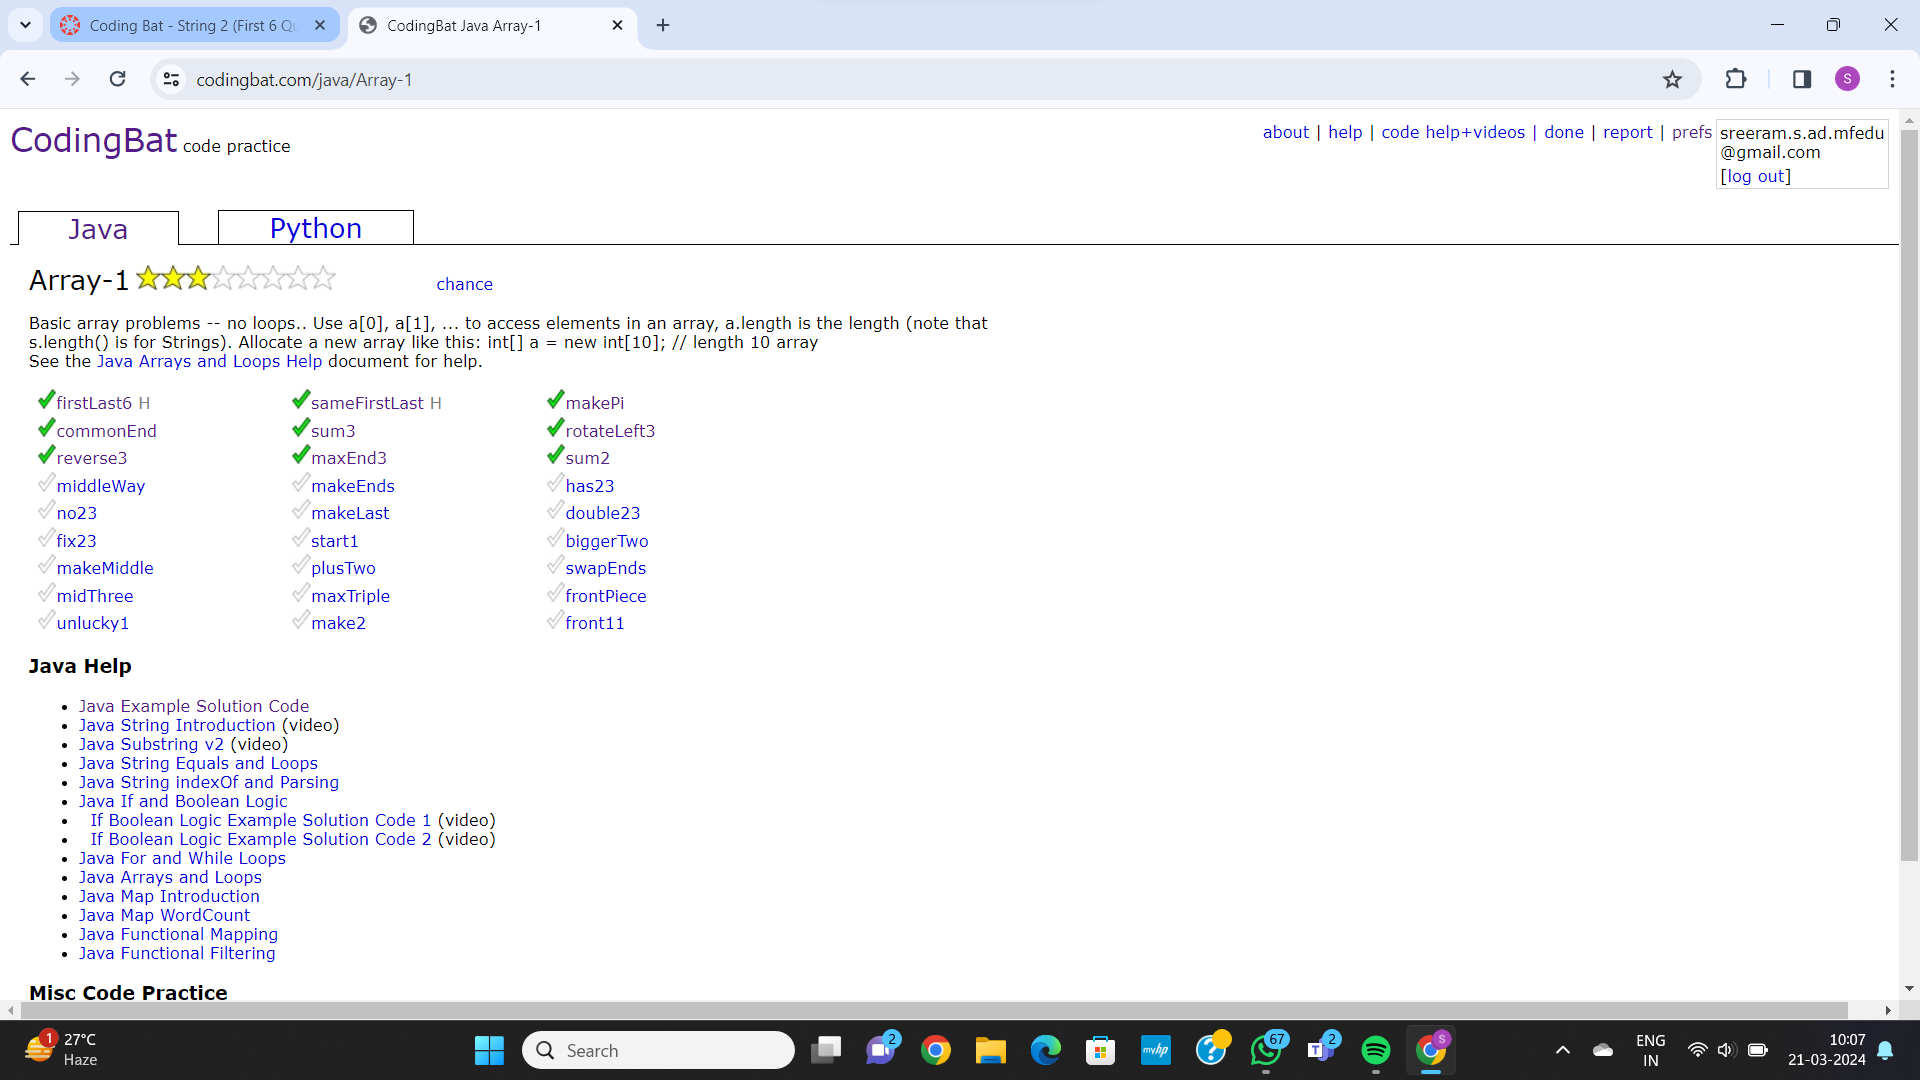 Coding Bat - String 2 (First 6 Qu
CodingBat Java Array-1
codingbat.com/java/Array-1
S
CodingBat code practice
about | help | code help+videos | done | report | prefs
sreeram.s.ad.mfedu
@gmail.com
[log out]
Java
Python
Array-1
chance
Basic array problems -- no loops.. Use a[0], a[1], ... to access elements in an array, a.length is the length (note that
s.length() is for Strings). Allocate a new array like this: int[] a = new int[10]; // length 10 array
See the Java Arrays and Loops Help document for help.
firstLast6 H sameFirstLast H makePi
commonEnd sum3 rotateLeft3
reverse3 maxEnd3 sum2
middleWay makeEnds has23
no23 makeLast double23
fix23 start1 biggerTwo
makeMiddle plusTwo swapEnds
midThree maxTriple frontPiece
unlucky1 make2 front11
Java Help
• Java Example Solution Code
• Java String Introduction (video)
• Java Substring v2 (video)
• Java String Equals and Loops
• Java String indexOf and Parsing
• Java If and Boolean Logic
• If Boolean Logic Example Solution Code 1 (video)
• If Boolean Logic Example Solution Code 2 (video)
• Java For and While Loops
• Java Arrays and Loops
• Java Map Introduction
• Java Map WordCount
• Java Functional Mapping
• Java Functional Filtering
Misc Code Practice
1
27°C
Haze
Search
2
myhp
?
67
T
2
S
ENG
IN
10:07
21-03-2024